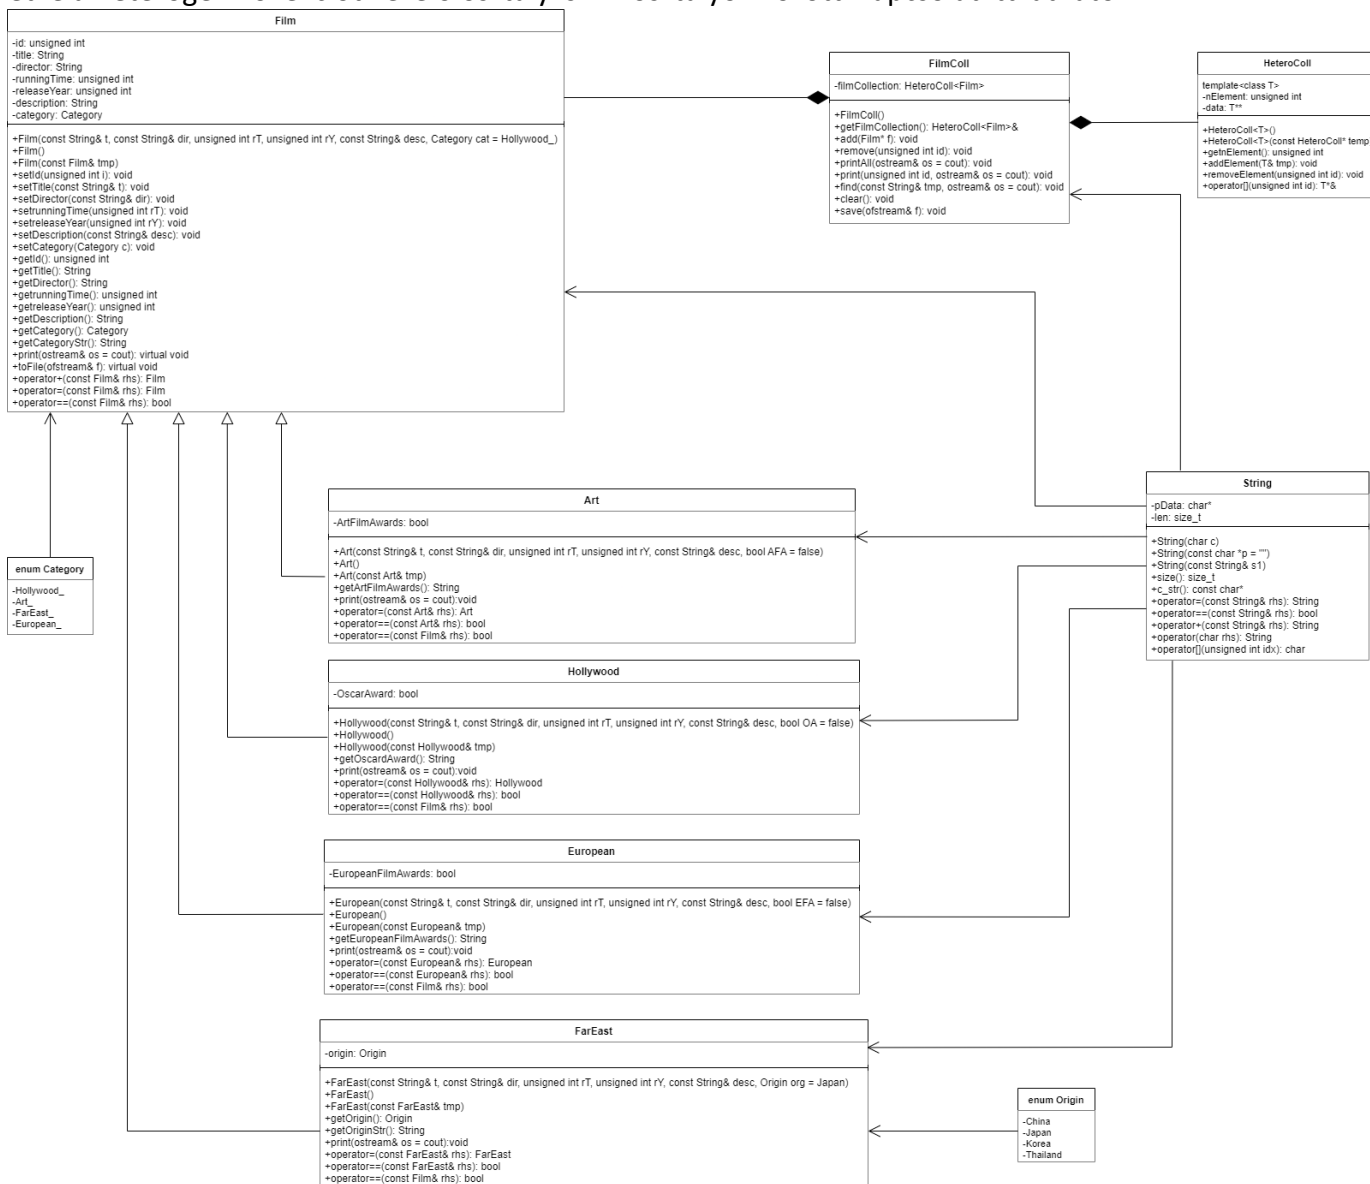 Film
-id: unsigned int
-title: String
-director: String
-runningTime: unsigned int
-releaseYear: unsigned int
-description: String
-category: Category
+Film(const String& t, const String& dir, unsigned int rT, unsigned int rY, const String& desc, Category cat = Hollywood_)
+Film()
+Film(const Film& tmp)
+setId(unsigned int i): void
+setTitle(const String& t): void
+setDirector(const String& dir): void
+setrunningTime(unsigned int rT): void
+setreleaseYear(unsigned int rY): void
+setDescription(const String& desc): void
+setCategory(Category c): void
+getId(): unsigned int
+getTitle(): String
+getDirector(): String
+getrunningTime(): unsigned int
+getreleaseYear(): unsigned int
+getDescription(): String
+getCategory(): Category
+getCategoryStr(): String
+print(ostream& os = cout): virtual void
+toFile(ofstream& f): virtual void
+operator+(const Film& rhs): Film
+operator=(const Film& rhs): Film
+operator==(const Film& rhs): bool
FilmColl
-filmCollection: HeteroColl<Film>
+FilmColl()
+getFilmCollection(): HeteroColl<Film>&
+add(Film* f): void
+remove(unsigned int id): void
+printAll(ostream& os = cout): void
+print(unsigned int id, ostream& os = cout): void
+find(const String& tmp, ostream& os = cout): void
+clear(): void
+save(ofstream& f): void
HeteroColl
template<class T>
-nElement: unsigned int
-data: T**
+HeteroColl<T>()
+HeteroColl<T>(const HeteroColl* temp
+getnElement(): unsigned int
+addElement(T& tmp): void
+removeElement(unsigned id): void
+operator[](unsigned int id): T*&
String
-pData: char*
-len: size_t
+String(char c)
+String(const char *p = "")
+String(const String& s1)
+size(): size_t
+c_str(): const char*
+operator=(const String& rhs): String
+operator==(const String& rhs): bool
+operator+(const String& rhs): String
+operator(char rhs): String
+operator[](unsigned int idx): char
enum Category
-Hollywood_
-Art_
-FarEast_
-European_
Art
-ArtFilmAwards: bool
+Art(const String& t, const String& dir, unsigned int rT, unsigned int rY, const String& desc, bool AFA = false)
+Art()
+Art(const Art& tmp)
+getArtFilmAwards(): String
+print(ostream& os = cout):void
+operator=(const Art& rhs): Art
+operator==(const Art& rhs): bool
+operator==(const Film& rhs): bool
Hollywood
-OscarAward: bool
+Hollywood(const String& t, const String& dir, unsigned int rT, unsigned int rY, const String& desc, bool OA = false)
+Hollywood()
+Hollywood(const Hollywood& tmp)
+getOscardAward(): String
+print(ostream& os = cout):void
+operator=(const Hollywood& rhs): Hollywood
+operator==(const Hollywood& rhs): bool
+operator==(const Film& rhs): bool
European
-EuropeanFilmAwards: bool
+European(const String& t, const String& dir, unsigned int rT, unsigned int rY, const String& desc, bool EFA = false)
+European()
+European(const European& tmp)
+getEuropeanFilmAwards(): String
+print(ostream& os = cout):void
+operator=(const European& rhs): European
+operator==(const European& rhs): bool
+operator==(const Film& rhs): bool
FarEast
-origin: Origin
+FarEast(const String& t, const String& dir, unsigned int rT, unsigned int rY, const String& desc, Origin org = Japan)
+FarEast()
+FarEast(const FarEast& tmp)
+getOrigin(): Origin
+getOriginStr(): String
+print(ostream& os = cout):void
+operator=(const FarEast& rhs): FarEast
+operator==(const FarEast& rhs): bool
+operator==(const Film& rhs): bool
enum Origin
-China
-Japan
-Korea
-Thailand